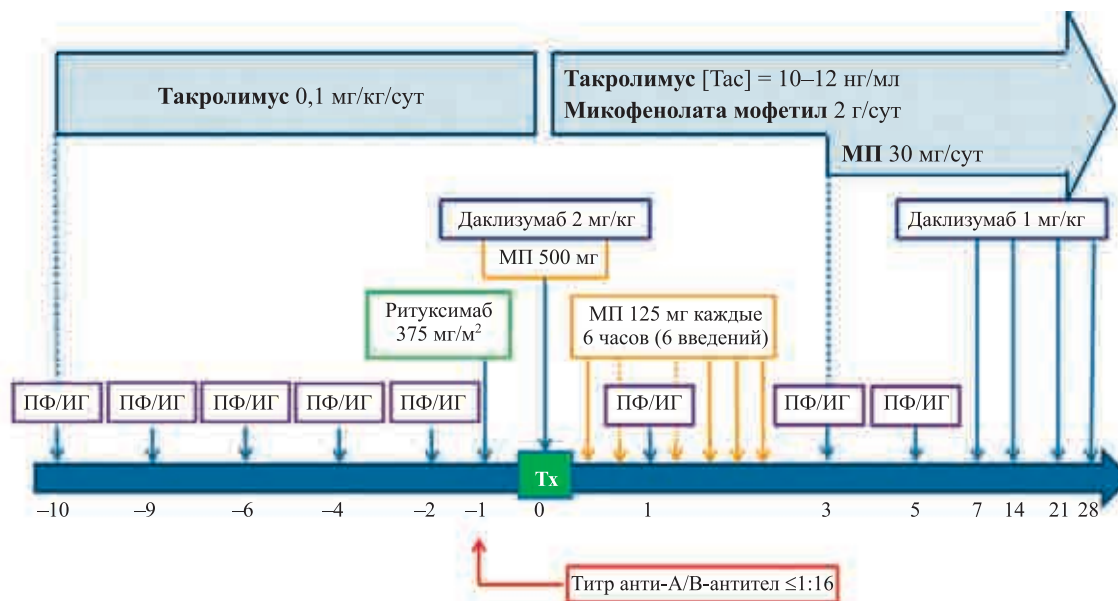 Такролимус 0,1 мг/кг/сут
Такролимус [Tac] = 10–12 нг/мл
Микофенолата мофетил 2 г/сут
МП 30 мг/сут
Даклизумаб 2 мг/кг
Даклизумаб 1 мг/кг
МП 500 мг
Ритуксимаб
375 мг/м²
МП 125 мг каждые
6 часов (6 введений)
ПФ/ИГ
ПФ/ИГ
ПФ/ИГ
ПФ/ИГ
ПФ/ИГ
ПФ/ИГ
ПФ/ИГ
ПФ/ИГ
Tx
–10 –9 –6 –4 –2 –1 0 1 3 5 7 14 21 28
Титр анти-А/В-антител ≤1:16